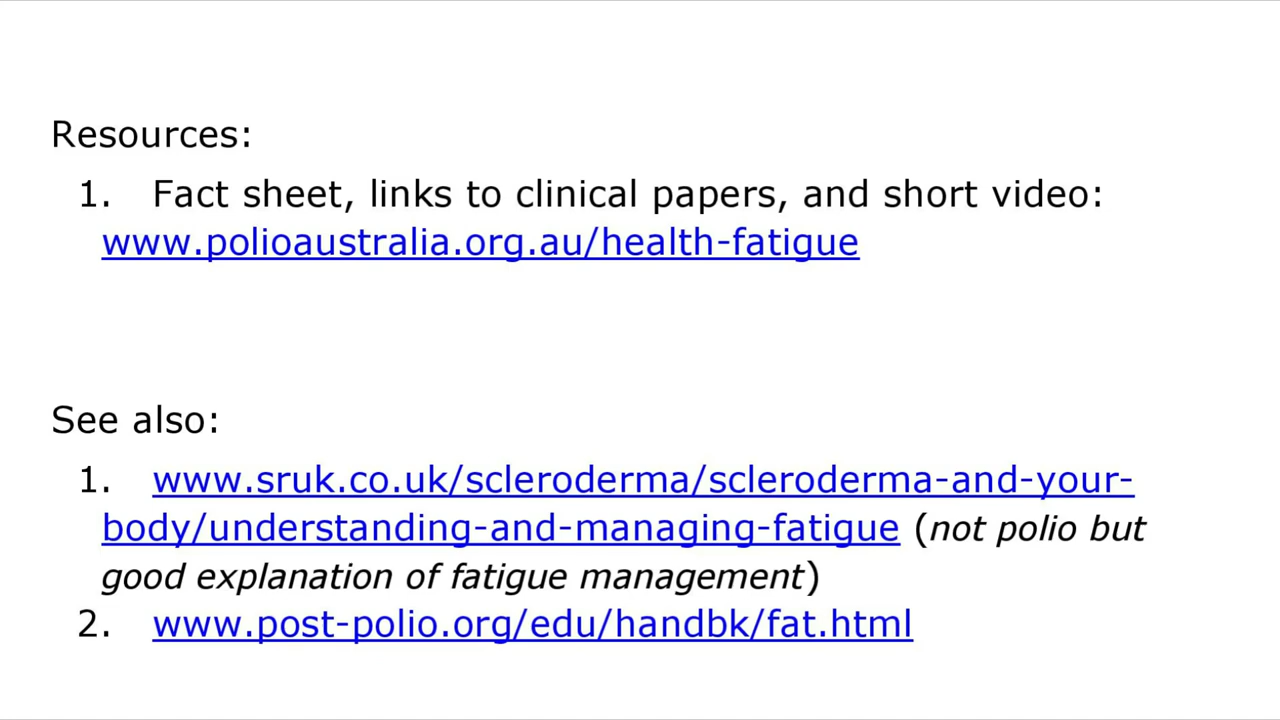 Resources:
1. Fact sheet, links to clinical papers, and short video:
www.polioaustralia.org.au/health-fatigue
See also:
1. www.sruk.co.uk/scleroderma/scleroderma-and-your-
body/understanding-and-managing-fatigue (not polio but
good explanation of fatigue management)
2. www.post-polio.org/edu/handbk/fat.html